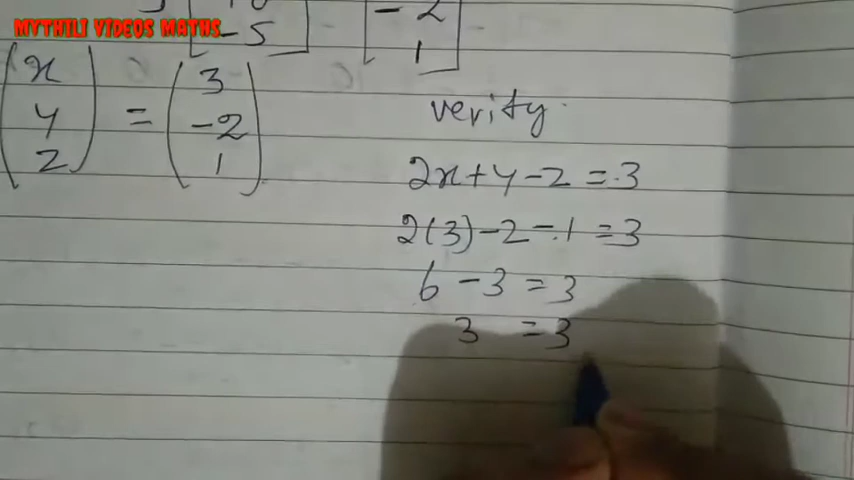 MYTHILI VIDEOS MATHS
-5
-2
1
x
y
z
=
3
-2
1
verify
2x+y-z = 3
2(3)-2-1 = 3
6 -3 = 3
3 = 3